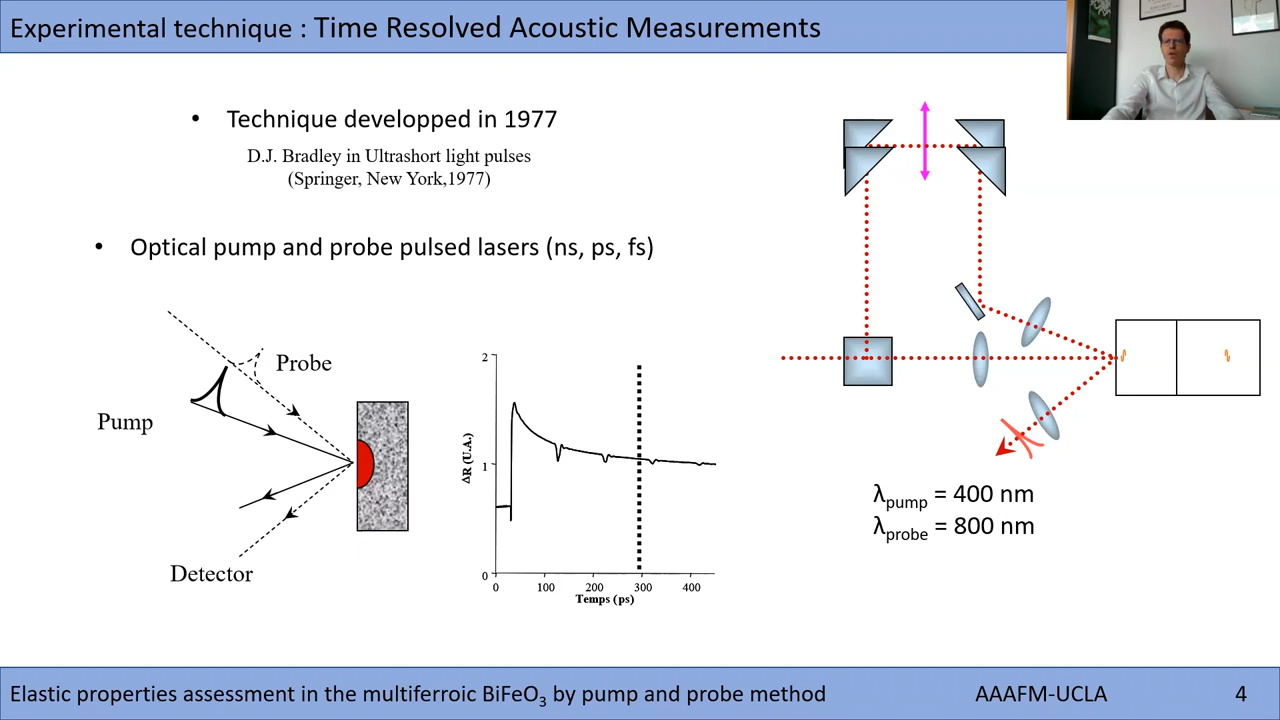 Experimental technique : Time Resolved Acoustic Measurements
• Technique developped in 1977
D.J. Bradley in Ultrashort light pulses
(Springer, New York,1977)
• Optical pump and probe pulsed lasers (ns, ps, fs)
Probe
Pump
Detector
ΔR (U.A.)
2
1
0
0 100 200 300 400
Temps (ps)
λpump = 400 nm
λprobe = 800 nm
Elastic properties assessment in the multiferroic BiFeO3 by pump and probe method AAAFM-UCLA 4